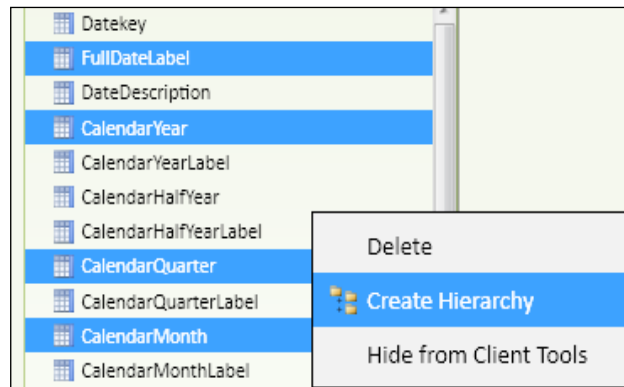 Datekey
FullDateLabel
DateDescription
CalendarYear
CalendarYearLabel
CalendarHalfYear
CalendarHalfYearLabel
CalendarQuarter
CalendarQuarterLabel
CalendarMonth
CalendarMonthLabel
Delete
Create Hierarchy
Hide from Client Tools